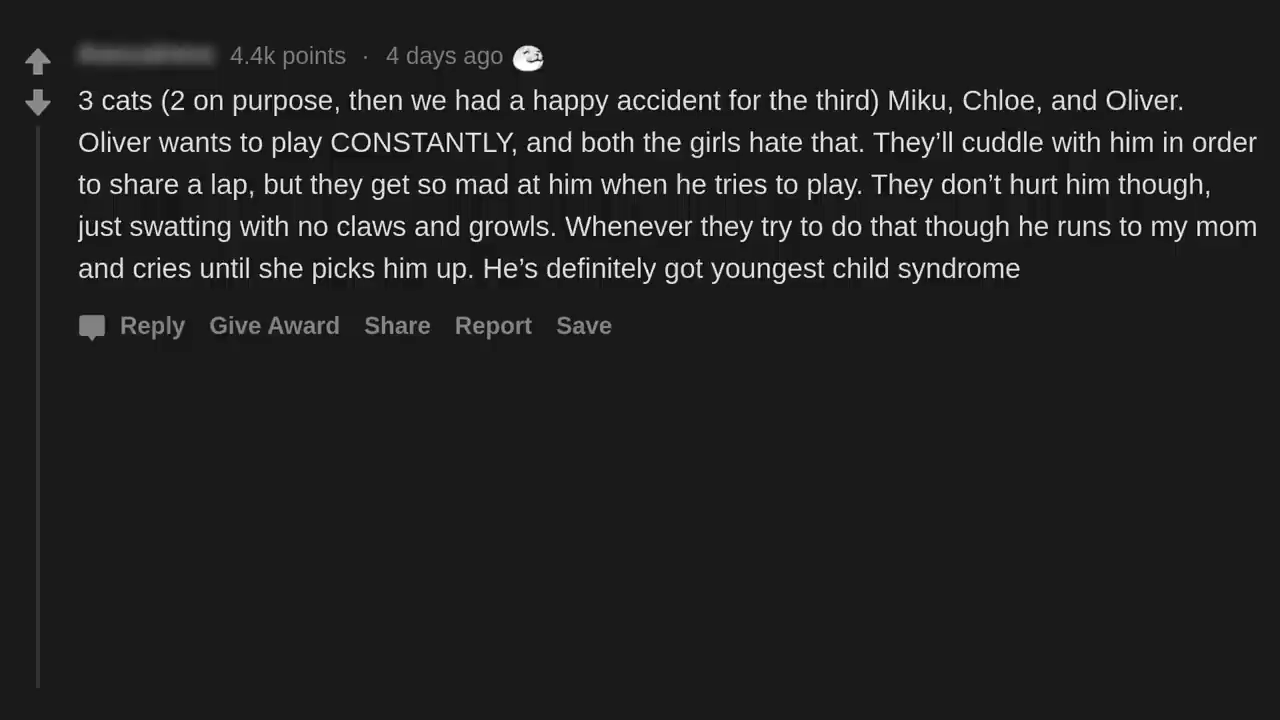 4.4k points · 4 days ago
3 cats (2 on purpose, then we had a happy accident for the third) Miku, Chloe, and Oliver.
Oliver wants to play CONSTANTLY, and both the girls hate that. They’ll cuddle with him in order
to share a lap, but they get so mad at him when he tries to play. They don’t hurt him though,
just swatting with no claws and growls. Whenever they try to do that though he runs to my mom
and cries until she picks him up. He’s definitely got youngest child syndrome
Reply Give Award Share Report Save